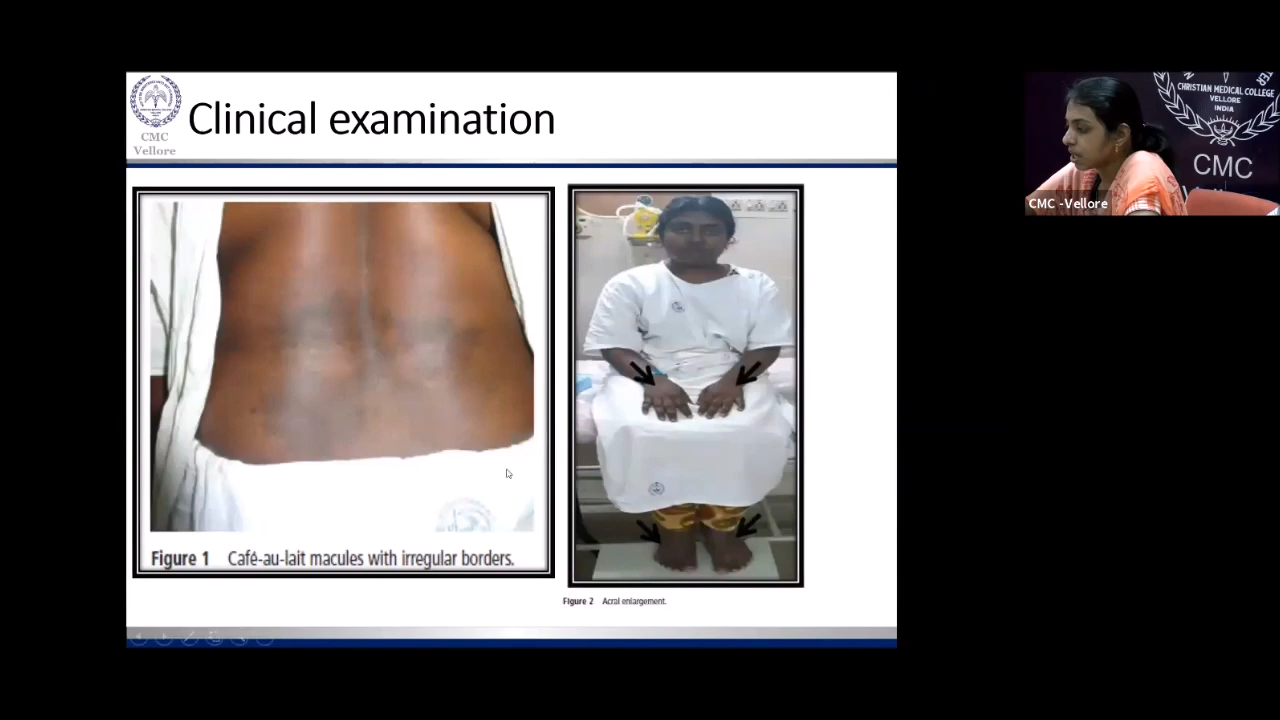 Clinical examination
CMC
Vellore
Figure 1 Café-au-lait macules with irregular borders.
Figure 2 Acral enlargement.
CHRISTIAN MEDICAL COLLEGE
VELLORE
INDIA
CMC
CMC -Vellore